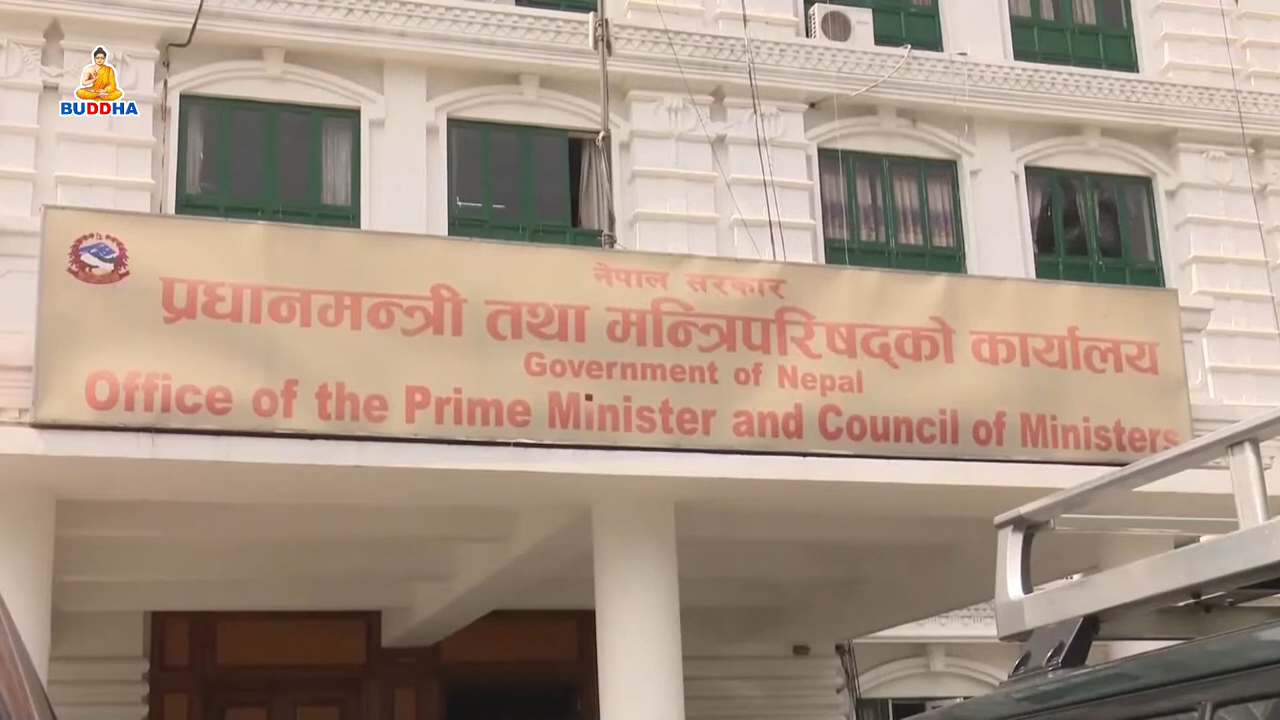 BUDDHA
नेपाल सरकार
प्रधानमन्त्री तथा मन्त्रिपरिषद्को कार्यालय
Government of Nepal
Office of the Prime Minister and Council of Ministers